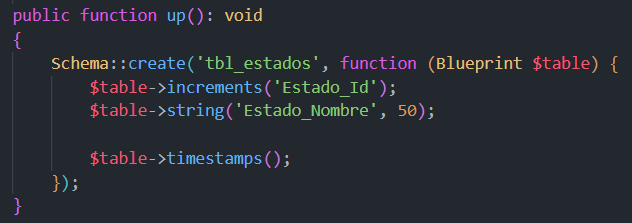 public function up(): void
{
    Schema::create('tbl_estados', function (Blueprint $table) {
        $table->increments('Estado_Id');
        $table->string('Estado_Nombre', 50);

        $table->timestamps();
    });
}